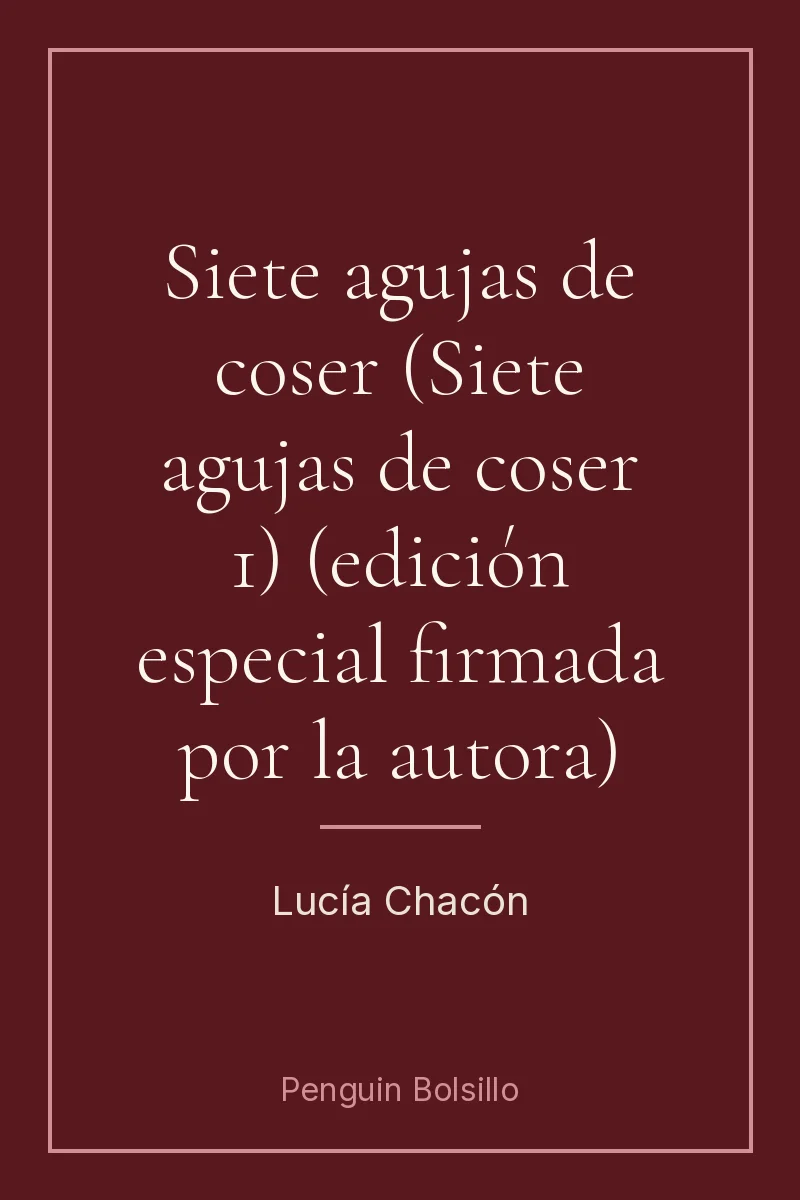 Siete agujas de
coser (Siete
agujas de coser
1) (edición
especial firmada
por la autora)
Lucía Chacón
Penguin Bolsillo